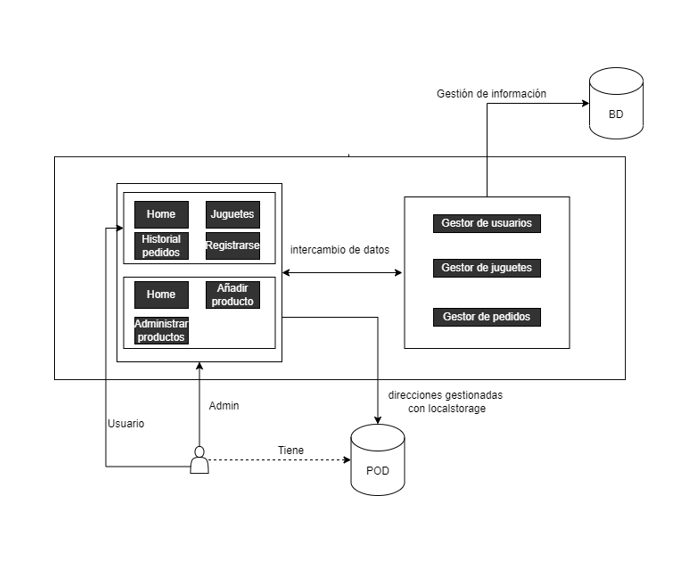 Gestión de información
BD
Home
Juguetes
Historial
pedidos
Registrarse
Home
Añadir
producto
Administrar
productos
intercambio de datos
Gestor de usuarios
Gestor de juguetes
Gestor de pedidos
direcciones gestionadas
con localstorage
Admin
Usuario
Tiene
POD